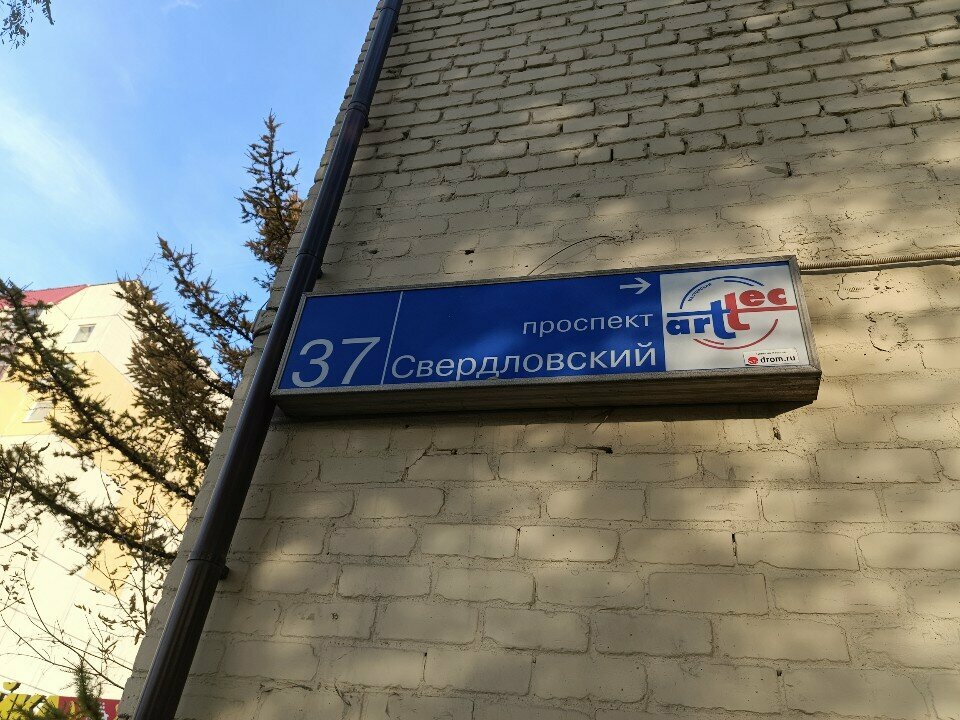 37
→
проспект
Свердловский
arttec
drom.ru